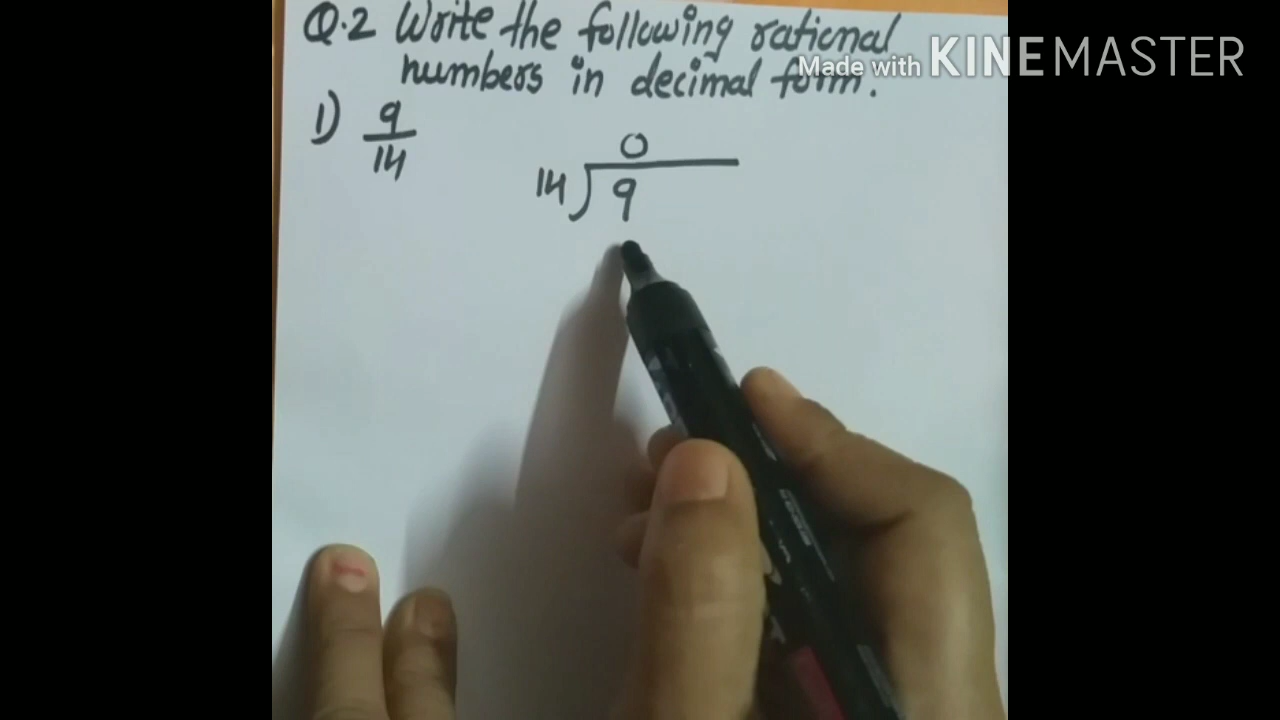 Q.2 Write the following rational
numbers in decimal form.
Made with KINEMASTER
1) 9/14
0
14) 9